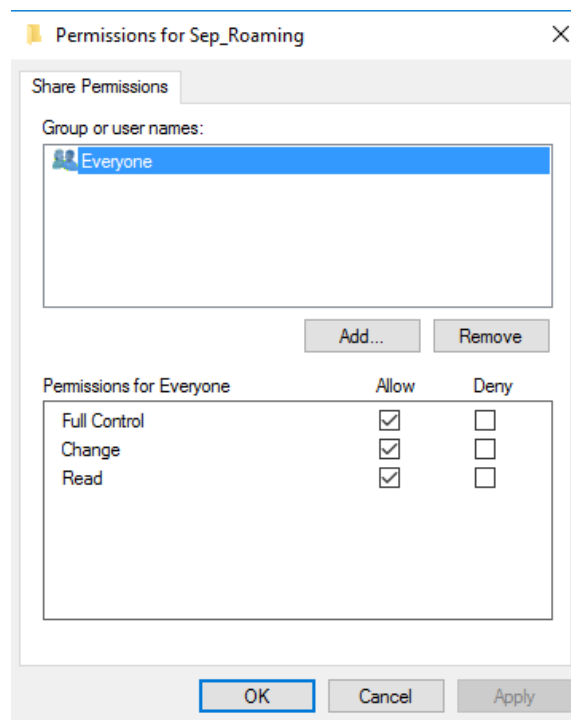 Permissions for Sep_Roaming
Share Permissions
Group or user names:
Everyone
Add... Remove
Permissions for Everyone Allow Deny
Full Control
Change
Read
OK Cancel Apply